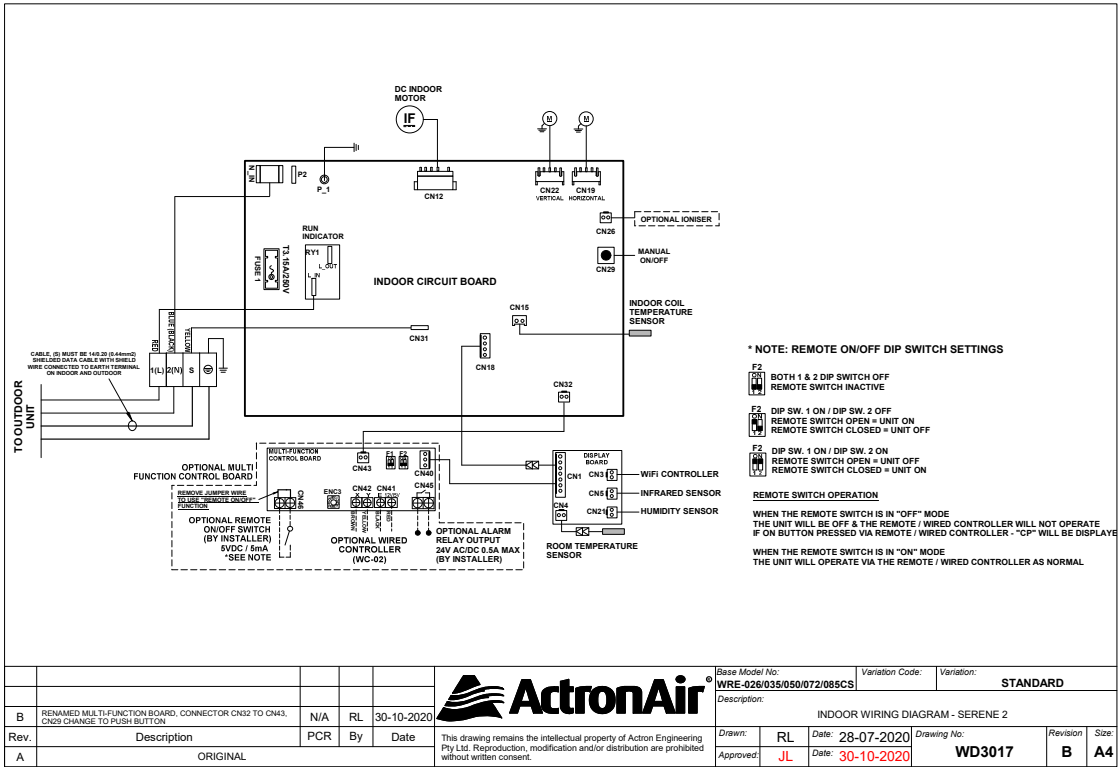 DC INDOOR
MOTOR
IF
M
M
N_IN
P2
P_1
CN12
CN22
VERTICAL
CN19
HORIZONTAL
CN26
OPTIONAL IONISER
MANUAL
ON/OFF
CN29
RUN
INDICATOR
RY1
L_OUT
L_IN
T3.15A/250V
FUSE 1
INDOOR CIRCUIT BOARD
CN15
INDOOR COIL
TEMPERATURE
SENSOR
CN31
CN18
CN32
RED
BLUE(BLACK)
YELLOW
CABLE, (S) MUST BE 14/0.20 (0.44mm2)
SHIELDED DATA CABLE WITH SHIELD
WIRE CONNECTED TO EARTH TERMINAL
ON INDOOR AND OUTDOOR
1(L)
2(N)
S
TO OUTDOOR
UNIT
OPTIONAL MULTI
FUNCTION CONTROL BOARD
MULTI-FUNCTION
CONTROL BOARD
CN43
F1
F2
CN40
REMOVE JUMPER WIRE
TO USE "REMOTE ON/OFF"
FUNCTION
CN46
ENC3
CN42
CN41
CN45
X
Y
E
12V/5V
BROWN
YELLOW
BLACK
RED
OPTIONAL REMOTE
ON/OFF SWITCH
(BY INSTALLER)
5VDC / 5mA
*SEE NOTE
OPTIONAL WIRED
CONTROLLER
(WC-02)
OPTIONAL ALARM
RELAY OUTPUT
24V AC/DC 0.5A MAX
(BY INSTALLER)
DISPLAY
BOARD
CN1
CN3
WiFi CONTROLLER
CN5
INFRARED SENSOR
CN21
HUMIDITY SENSOR
CN4
ROOM TEMPERATURE
SENSOR
* NOTE: REMOTE ON/OFF DIP SWITCH SETTINGS
F2
ON
1 2
BOTH 1 & 2 DIP SWITCH OFF
REMOTE SWITCH INACTIVE
F2
ON
1 2
DIP SW. 1 ON / DIP SW. 2 OFF
REMOTE SWITCH OPEN = UNIT ON
REMOTE SWITCH CLOSED = UNIT OFF
F2
ON
1 2
DIP SW. 1 ON / DIP SW. 2 ON
REMOTE SWITCH OPEN = UNIT OFF
REMOTE SWITCH CLOSED = UNIT ON
REMOTE SWITCH OPERATION
WHEN THE REMOTE SWITCH IS IN "OFF" MODE
THE UNIT WILL BE OFF & THE REMOTE / WIRED CONTROLLER WILL NOT OPERATE
IF ON BUTTON PRESSED VIA REMOTE / WIRED CONTROLLER - "CP" WILL BE DISPLAYE
WHEN THE REMOTE SWITCH IS IN "ON" MODE
THE UNIT WILL OPERATE VIA THE REMOTE / WIRED CONTROLLER AS NORMAL
B RENAMED MULTI-FUNCTION BOARD, CONNECTOR CN32 TO CN43, CN29 CHANGE TO PUSH BUTTON N/A RL 30-10-2020
Rev. Description PCR By Date
A ORIGINAL
ActronAir®
This drawing remains the intellectual property of Actron Engineering
Pty Ltd. Reproduction, modification and/or distribution are prohibited
without written consent.
Base Model No:
WRE-026/035/050/072/085CS
Variation Code:
Variation:
STANDARD
Description:
INDOOR WIRING DIAGRAM - SERENE 2
Drawn: RL Date: 28-07-2020
Approved: JL Date: 30-10-2020
Drawing No:
WD3017
Revision
B
Size:
A4